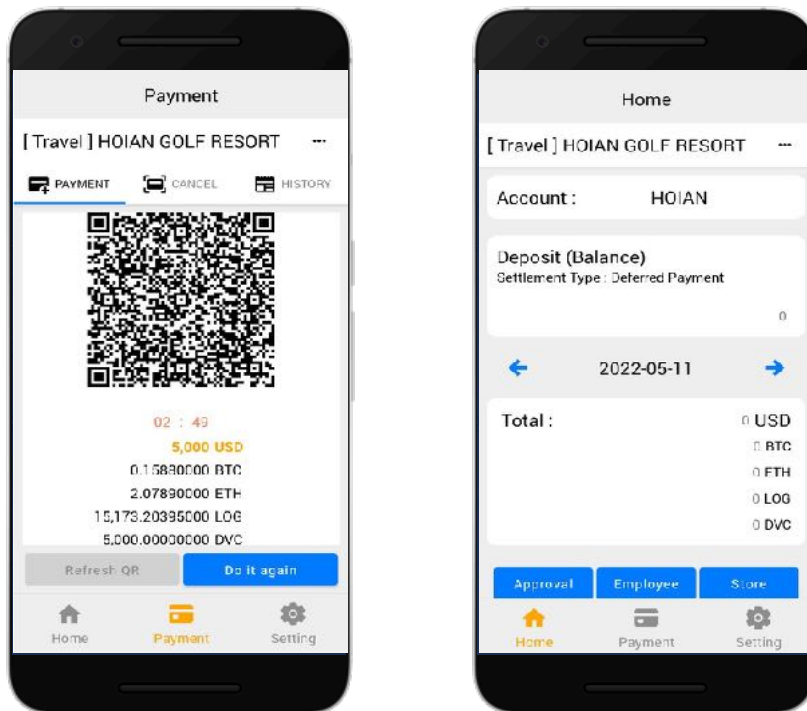 Payment
[ Travel ] HOIAN GOLF RESORT ...
PAYMENT CANCEL HISTORY
02 : 49
5,000 USD
0.15880000 BTC
2.07890000 ETH
15,173.20395000 LOG
5,000.00000000 DVC
Refresh QR Do it again
Home Payment Setting
Home
[ Travel ] HOIAN GOLF RESORT ...
Account : HOIAN
Deposit (Balance)
Settlement Type : Deferred Payment
0
2022-05-11
Total : 0 USD
0 BTC
0 ETH
0 LOG
0 DVC
Approval Employee Store
Home Payment Setting